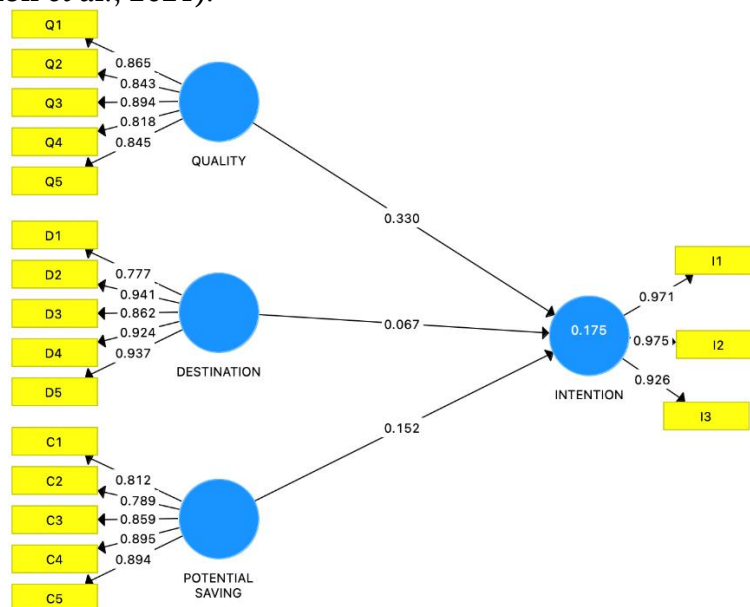 Q1
Q2
Q3
Q4
Q5
0.865
0.843
0.894
0.818
0.845
QUALITY
0.330
D1
D2
D3
D4
D5
0.777
0.941
0.862
0.924
0.937
DESTINATION
0.067
C1
C2
C3
C4
C5
0.812
0.789
0.859
0.895
0.894
POTENTIAL
SAVING
0.152
0.175
INTENTION
0.971
0.975
0.926
I1
I2
I3